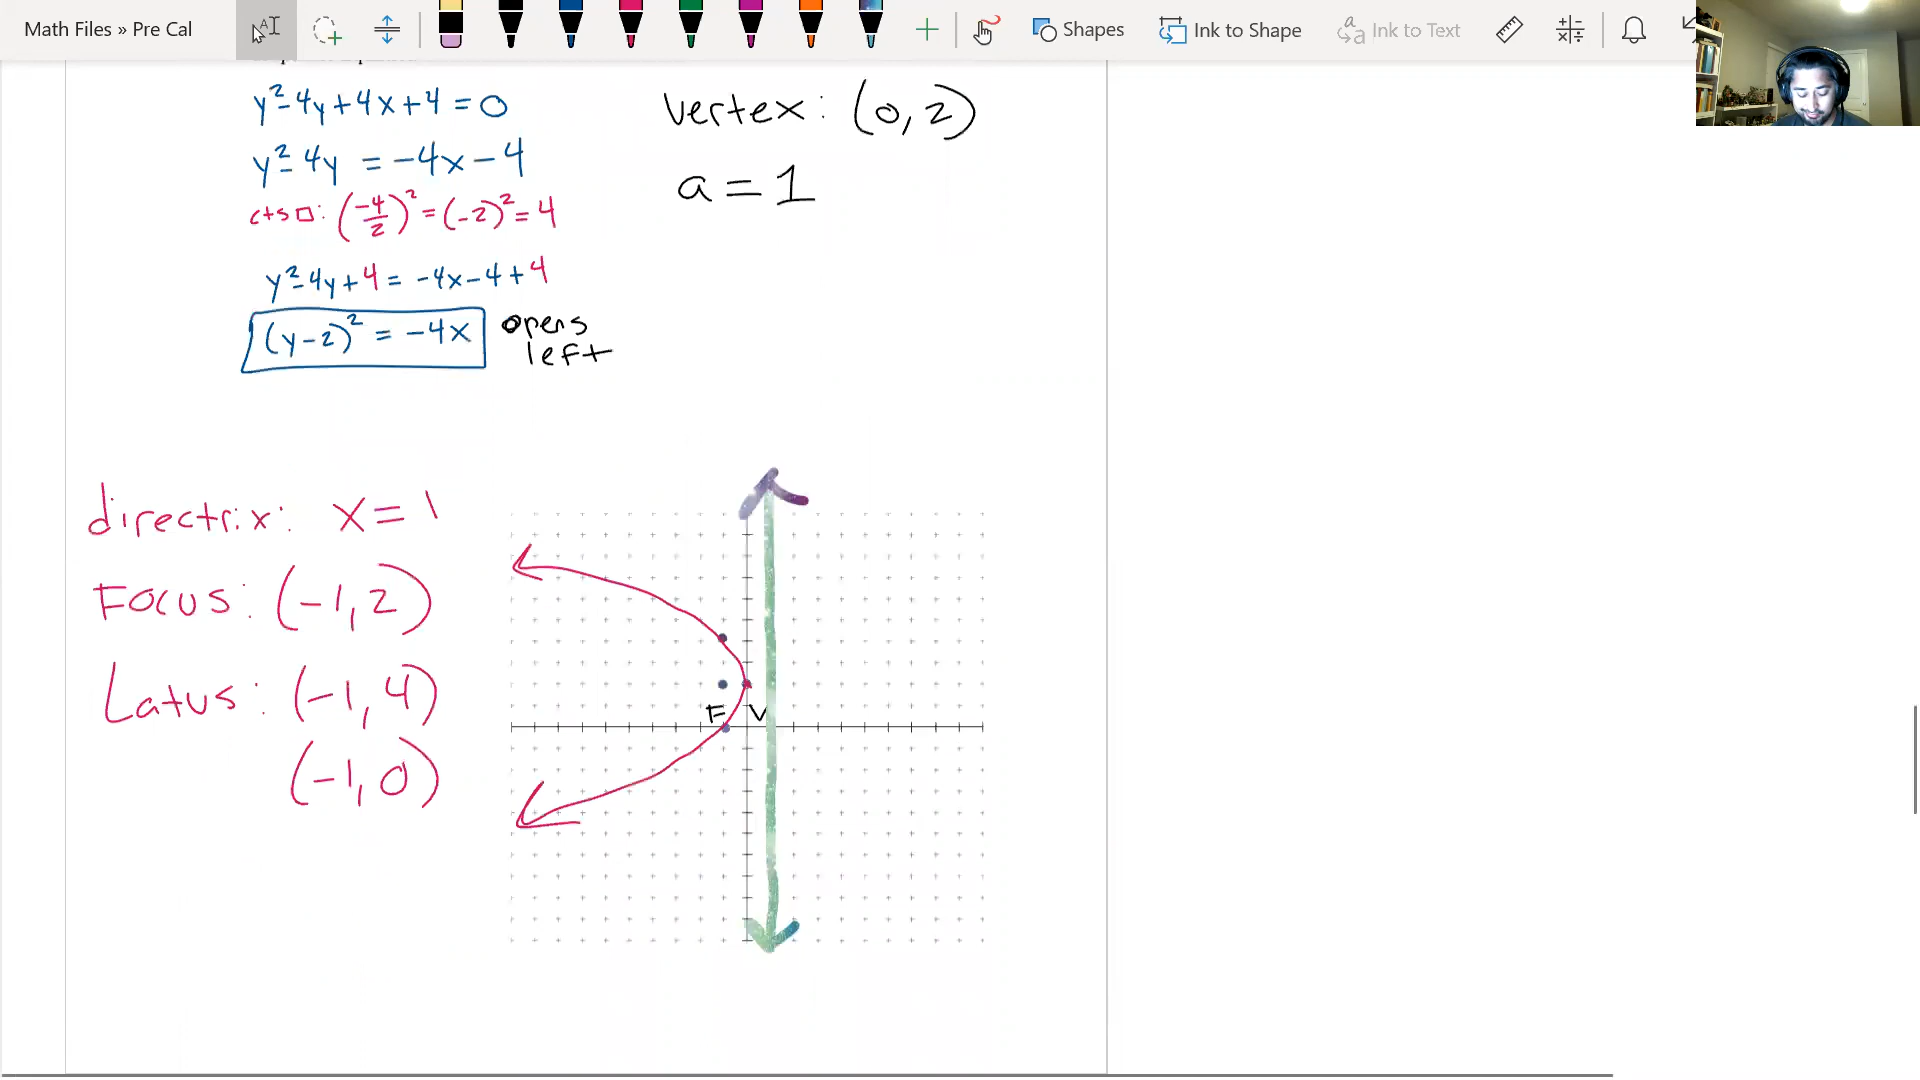 Math Files » Pre Cal
Shapes
Ink to Shape
Ink to Text
y²-4y+4x+4=0
y²-4y = -4x-4
cts□: (-4/2)² = (-2)² = 4
y²-4y+4 = -4x-4+4
(y-2)² = -4x
opens
left
vertex: (0,2)
a=1
directrix: x=1
Focus: (-1,2)
Latus: (-1,4)
(-1,0)
F V